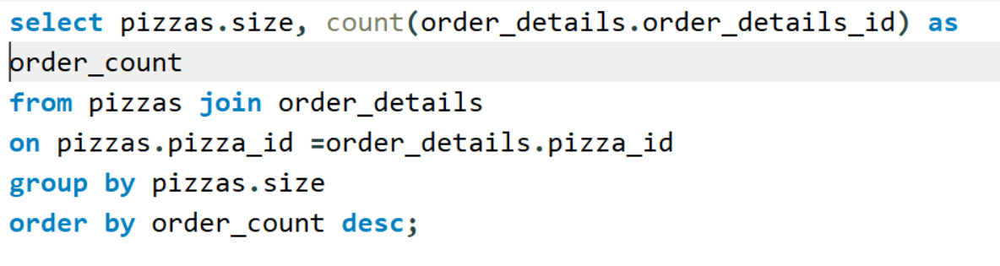 select pizzas.size, count(order_details.order_details_id) as
order_count
from pizzas join order_details
on pizzas.pizza_id =order_details.pizza_id
group by pizzas.size
order by order_count desc;